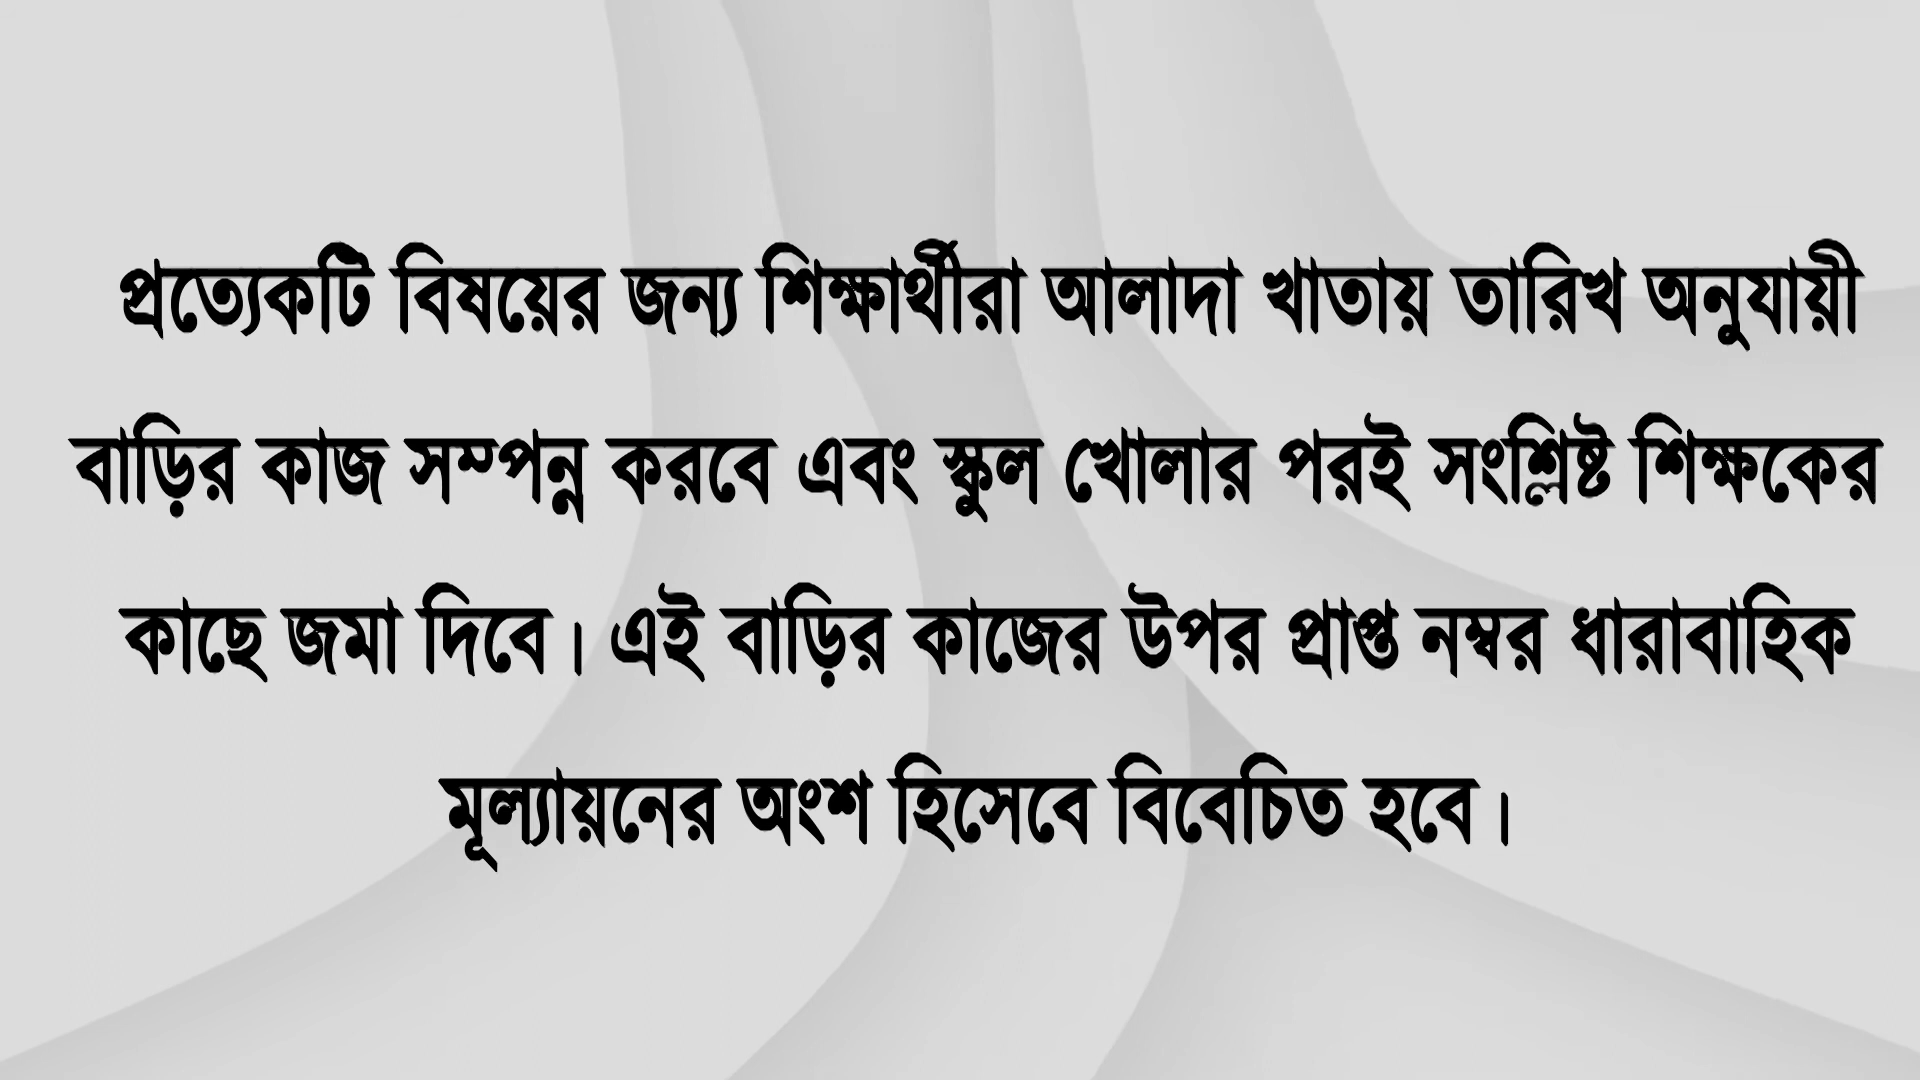 প্রত্যেকটি বিষয়ের জন্য শিক্ষার্থীরা আলাদা খাতায় তারিখ অনুযায়ী
বাড়ির কাজ সম্পন্ন করবে এবং স্কুল খোলার পরই সংশ্লিষ্ট শিক্ষকের
কাছে জমা দিবে। এই বাড়ির কাজের উপর প্রাপ্ত নম্বর ধারাবাহিক
মূল্যায়নের অংশ হিসেবে বিবেচিত হবে।